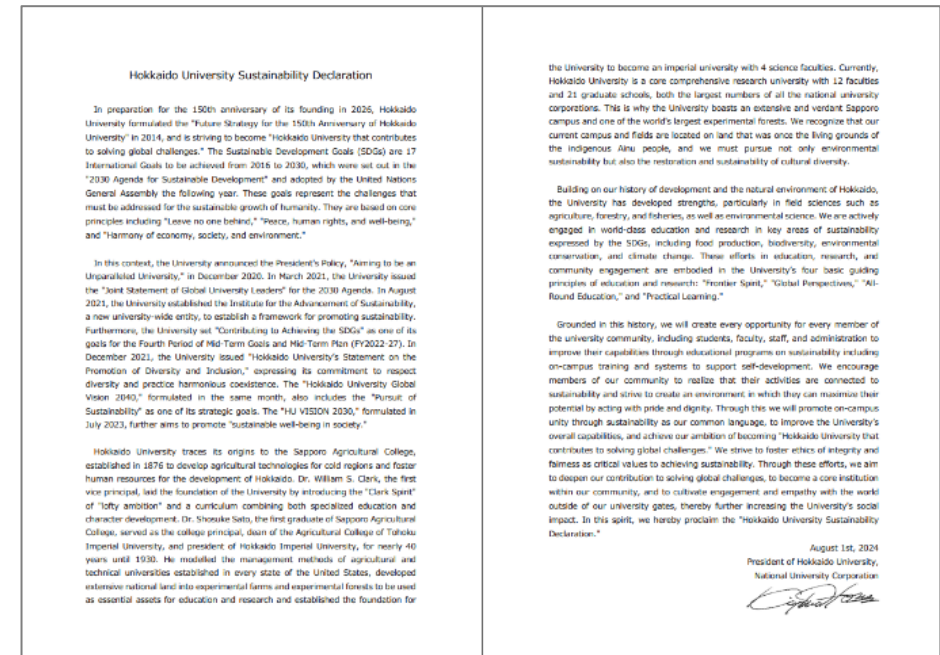 Hokkaido University Sustainability Declaration
In preparation for the 150th anniversary of its founding in 2026, Hokkaido
University formulated the "Future Strategy for the 150th Anniversary of Hokkaido
University" in 2014, and is striving to become "Hokkaido University that contributes
to solving global challenges." The Sustainable Development Goals (SDGs) are 17
International Goals to be achieved from 2016 to 2030, which were set out in the
"2030 Agenda for Sustainable Development" and adopted by the United Nations
General Assembly the following year. These goals represent the challenges that
must be addressed for the sustainable growth of humanity. They are based on core
principles including "Leave no one behind," "Peace, human rights, and well-being,"
and "Harmony of economy, society, and environment."
In this context, the University announced the President's Policy, "Aiming to be an
Unparalleled University," in December 2020. In March 2021, the University issued
the "Joint Statement of Global University Leaders" for the 2030 Agenda. In August
2021, the University established the Institute for the Advancement of Sustainability,
a new university-wide entity, to establish a framework for promoting sustainability.
Furthermore, the University set "Contributing to Achieving the SDGs" as one of its
goals for the Fourth Period of Mid-Term Goals and Mid-Term Plan (FY2022-27). In
December 2021, the University issued "Hokkaido University's Statement on the
Promotion of Diversity and Inclusion," expressing its commitment to respect
diversity and practice harmonious coexistence. The "Hokkaido University Global
Vision 2040," formulated in the same month, also includes the "Pursuit of
Sustainability" as one of its strategic goals. The "HU VISION 2030," formulated in
July 2023, further aims to promote "sustainable well-being in society."
Hokkaido University traces its origins to the Sapporo Agricultural College,
established in 1876 to develop agricultural technologies for cold regions and foster
human resources for the development of Hokkaido. Dr. William S. Clark, the first
vice principal, laid the foundation of the University by introducing the "Clark Spirit"
of "lofty ambition" and a curriculum combining both specialized education and
character development. Dr. Shosuke Sato, the first graduate of Sapporo Agricultural
College, served as the college principal, dean of the Agricultural College of Tohoku
Imperial University, and president of Hokkaido Imperial University, for nearly 40
years until 1930. He modelled the management methods of agricultural and
technical universities established in every state of the United States, developed
extensive national land into experimental farms and experimental forests to be used
as essential assets for education and research and established the foundation for
the University to become an imperial university with 4 science faculties. Currently,
Hokkaido University is a core comprehensive research university with 12 faculties
and 21 graduate schools, both the largest numbers of all the national university
corporations. This is why the University boasts an extensive and verdant Sapporo
campus and one of the world's largest experimental forests. We recognize that our
current campus and fields are located on land that was once the living grounds of
the indigenous Ainu people, and we must pursue not only environmental
sustainability but also the restoration and sustainability of cultural diversity.
Building on our history of development and the natural environment of Hokkaido,
the University has developed strengths, particularly in field sciences such as
agriculture, forestry, and fisheries, as well as environmental science. We are actively
engaged in world-class education and research in key areas of sustainability
expressed by the SDGs, including food production, biodiversity, environmental
conservation, and climate change. These efforts in education, research, and
community engagement are embodied in the University's four basic guiding
principles of education and research: "Frontier Spirit," "Global Perspectives," "All-
Round Education," and "Practical Learning."
Grounded in this history, we will create every opportunity for every member of
the university community, including students, faculty, staff, and administration to
improve their capabilities through educational programs on sustainability including
on-campus training and systems to support self-development. We encourage
members of our community to realize that their activities are connected to
sustainability and strive to create an environment in which they can maximize their
potential by acting with pride and dignity. Through this we will promote on-campus
unity through sustainability as our common language, to improve the University's
overall capabilities, and achieve our ambition of becoming "Hokkaido University that
contributes to solving global challenges." We strive to foster ethics of integrity and
fairness as critical values to achieving sustainability. Through these efforts, we aim
to deepen our contribution to solving global challenges, to become a core institution
within our community, and to cultivate engagement and empathy with the world
outside of our university gates, thereby further increasing the University's social
impact. In this spirit, we hereby proclaim the "Hokkaido University Sustainability
Declaration."
August 1st, 2024
President of Hokkaido University,
National University Corporation